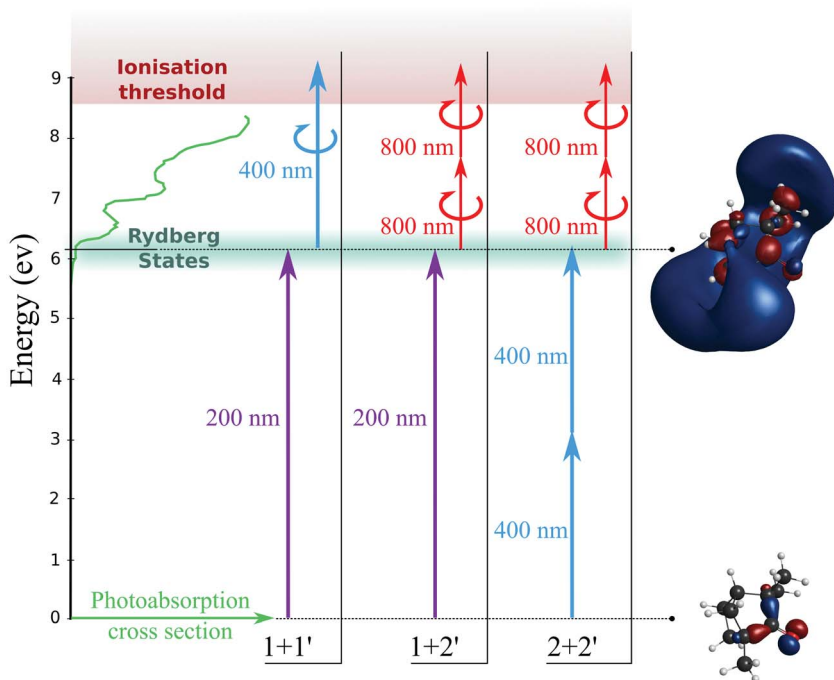 9
Ionisation
threshold
8
400 nm
800 nm
800 nm
7
Rydberg
States
800 nm
800 nm
6
Energy (ev)
5
400 nm
4
200 nm
200 nm
3
2
400 nm
1
Photoabsorption
cross section
0
1+1'
1+2'
2+2'